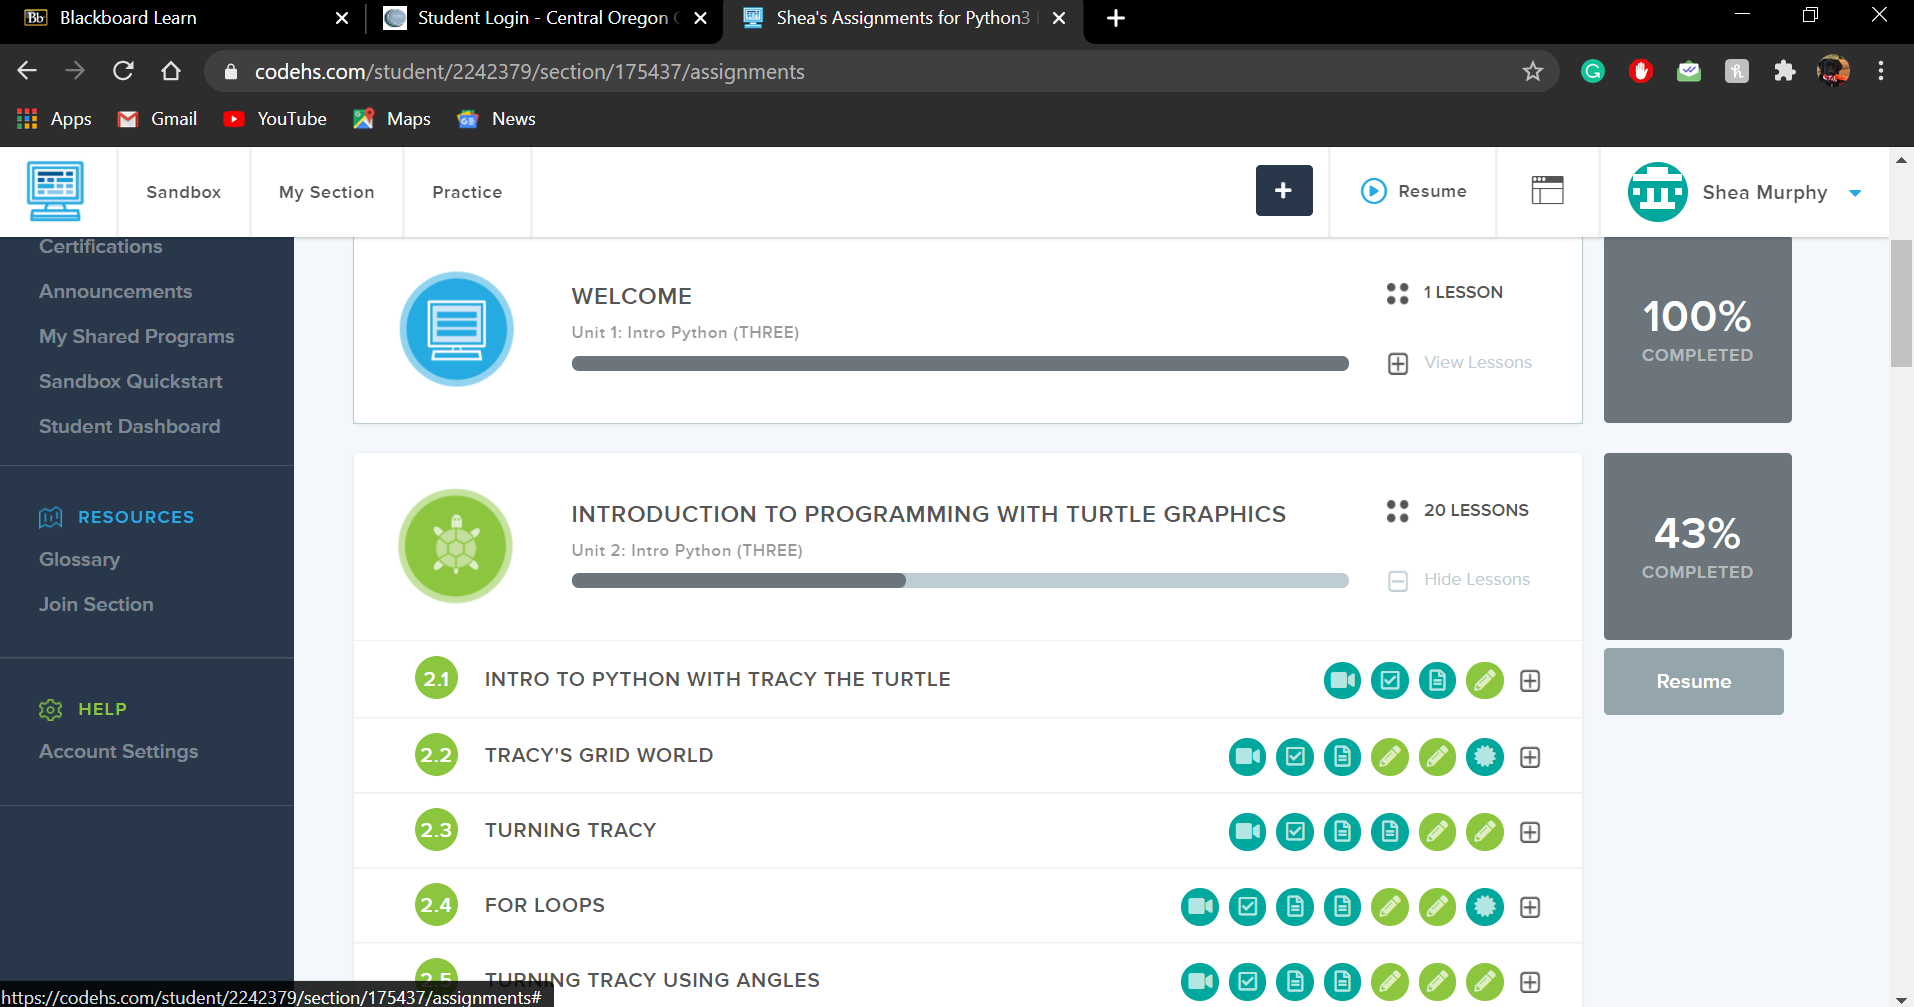 Bb Blackboard Learn
Student Login - Central Oregon C
Shea's Assignments for Python3
codehs.com/student/2242379/section/175437/assignments
Apps Gmail YouTube Maps News
Sandbox My Section Practice
+ Resume Shea Murphy
Certifications
Announcements
My Shared Programs
Sandbox Quickstart
Student Dashboard
RESOURCES
Glossary
Join Section
HELP
Account Settings
WELCOME
Unit 1: Intro Python (THREE)
1 LESSON
View Lessons
100%
COMPLETED
INTRODUCTION TO PROGRAMMING WITH TURTLE GRAPHICS
Unit 2: Intro Python (THREE)
20 LESSONS
Hide Lessons
43%
COMPLETED
Resume
2.1 INTRO TO PYTHON WITH TRACY THE TURTLE
2.2 TRACY'S GRID WORLD
2.3 TURNING TRACY
2.4 FOR LOOPS
2.5 TURNING TRACY USING ANGLES
https://codehs.com/student/2242379/section/175437/assignments#